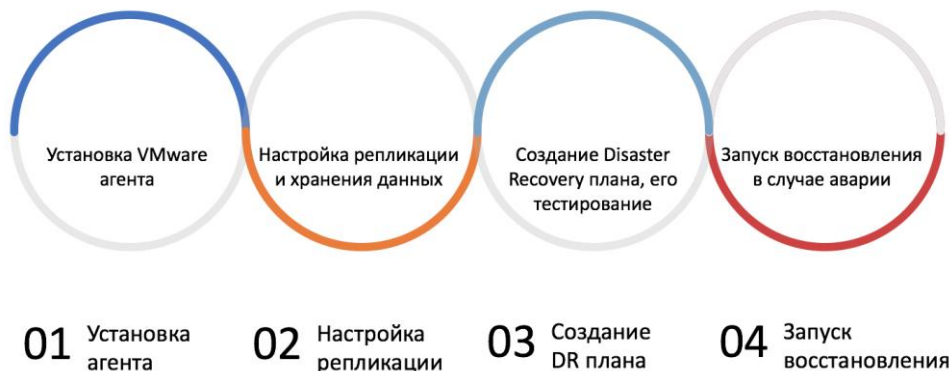 Установка VMware
агента
Настройка репликации
и хранения данных
Создание Disaster
Recovery плана, его
тестирование
Запуск восстановления
в случае аварии
01 Установка
агента
02 Настройка
репликации
03 Создание
DR плана
04 Запуск
восстановления